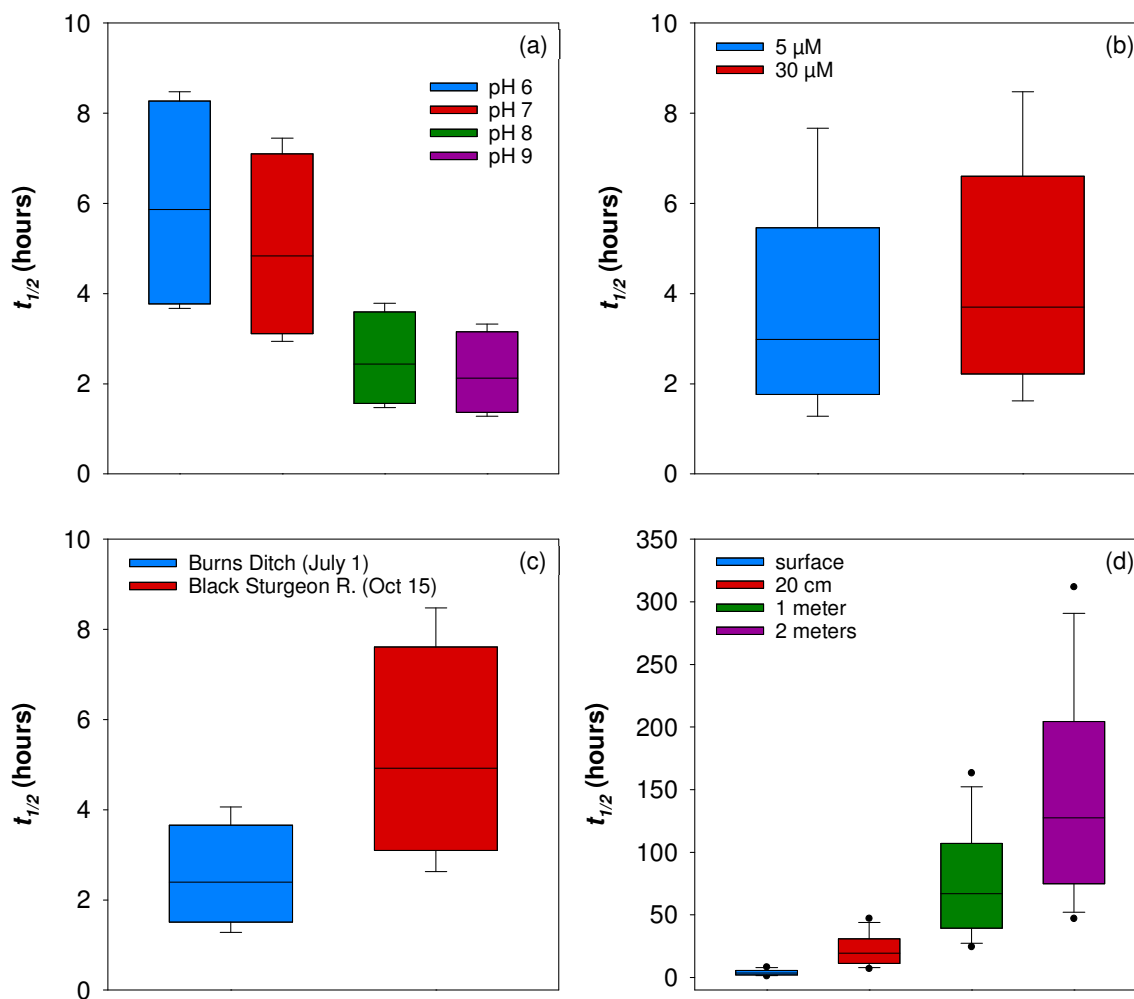 (a)
10
8
6
4
2
0
t1/2 (hours)
pH 6
pH 7
pH 8
pH 9
(b)
10
8
6
4
2
0
t1/2 (hours)
5 µM
30 µM
(c)
10
8
6
4
2
0
t1/2 (hours)
Burns Ditch (July 1)
Black Sturgeon R. (Oct 15)
(d)
350
300
250
200
150
100
50
0
t1/2 (hours)
surface
20 cm
1 meter
2 meters